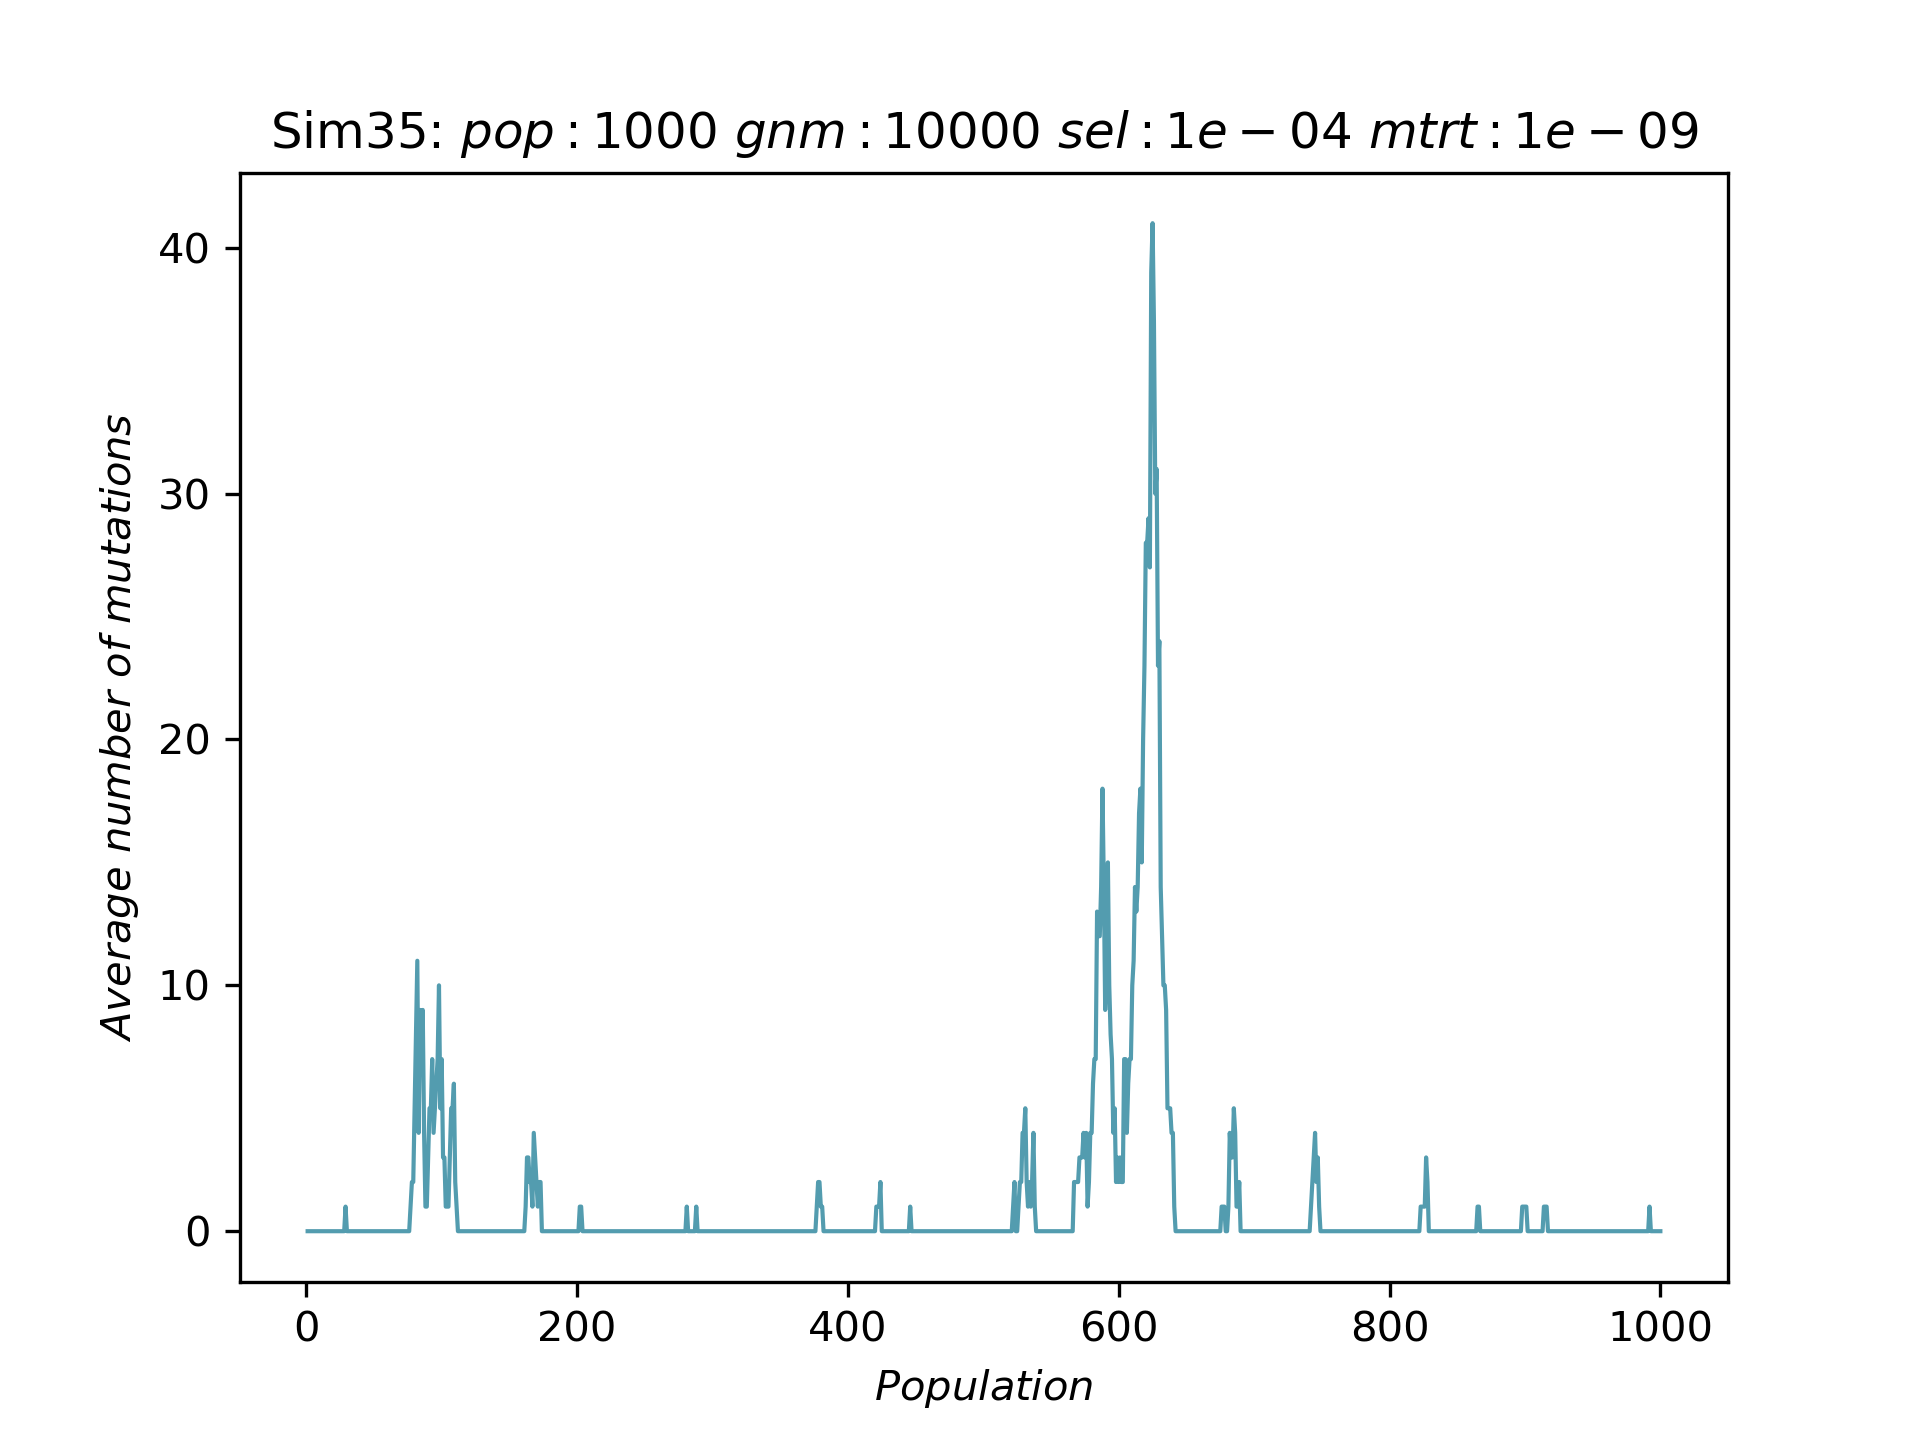 Sim35: pop : 1000 gnm : 10000 sel : 1e − 04 mtrt : 1e − 09
Average number of mutations
40
30
20
10
0
0 200 400 600 800 1000
Population